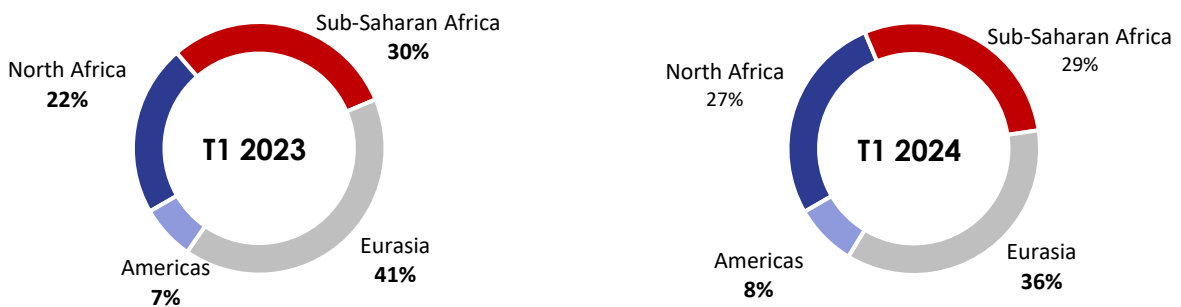 Sub-Saharan Africa
30%
North Africa
22%
T1 2023
Eurasia
41%
Americas
7%
Sub-Saharan Africa
29%
North Africa
27%
T1 2024
Eurasia
36%
Americas
8%